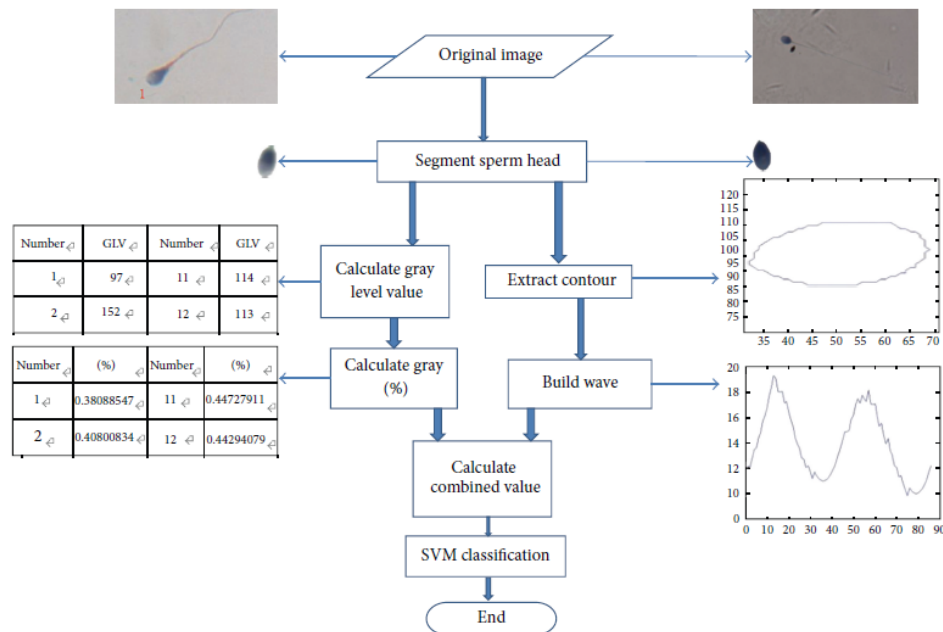 Original image
1
Segment sperm head
Number GLV Number GLV
1 97 11 114
2 152 12 113
Calculate gray
level value
Extract contour
120
115
110
105
100
95
90
85
80
75
35 40 45 50 55 60 65 70
Number (%) Number (%)
1 0.38088547 11 0.44727911
2 0.40800834 12 0.44294079
Calculate gray
(%)
Build wave
20
18
16
14
12
10
0
0 10 20 30 40 50 60 70 80 90
Calculate
combined value
SVM classification
End